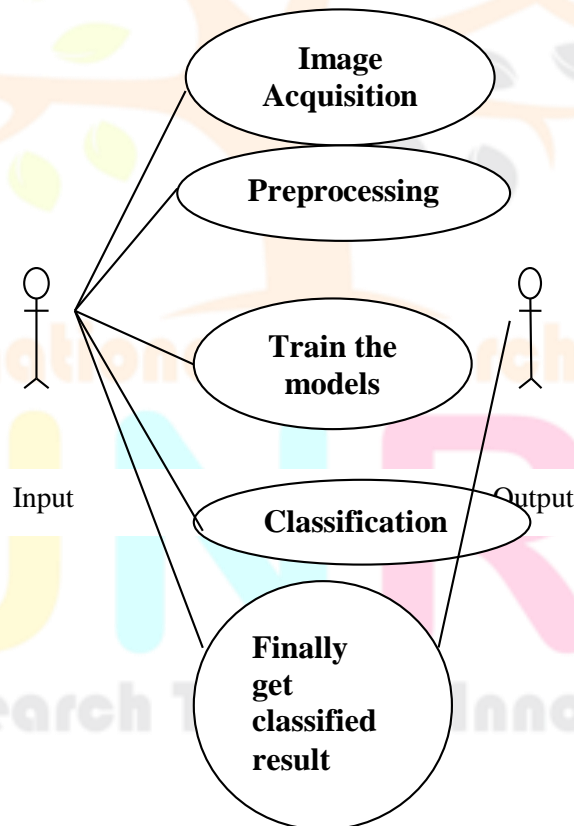 Image
Acquisition
Preprocessing
Train the
models
Input
Output
Classification
Finally
get
classified
result